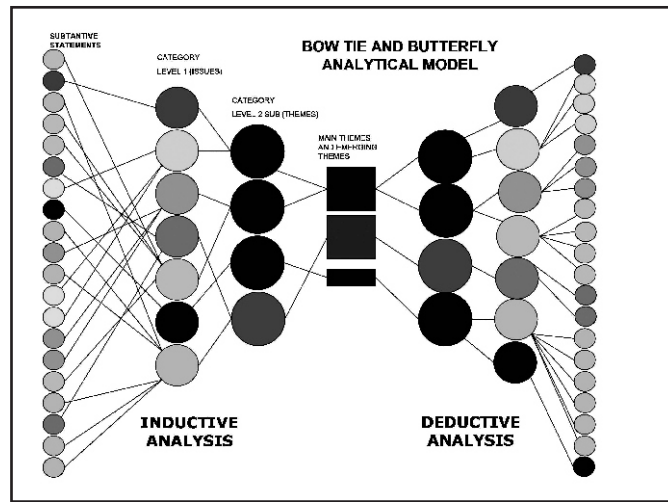 SUBTANTIVE
STATEMENTS
CATEGORY
LEVEL 1 (ISSUES)
CATEGORY
LEVEL 2 SUB (THEMES)
BOW TIE AND BUTTERFLY
ANALYTICAL MODEL
MAIN THEMES
AND EMERGING
THEMES
INDUCTIVE
ANALYSIS
DEDUCTIVE
ANALYSIS